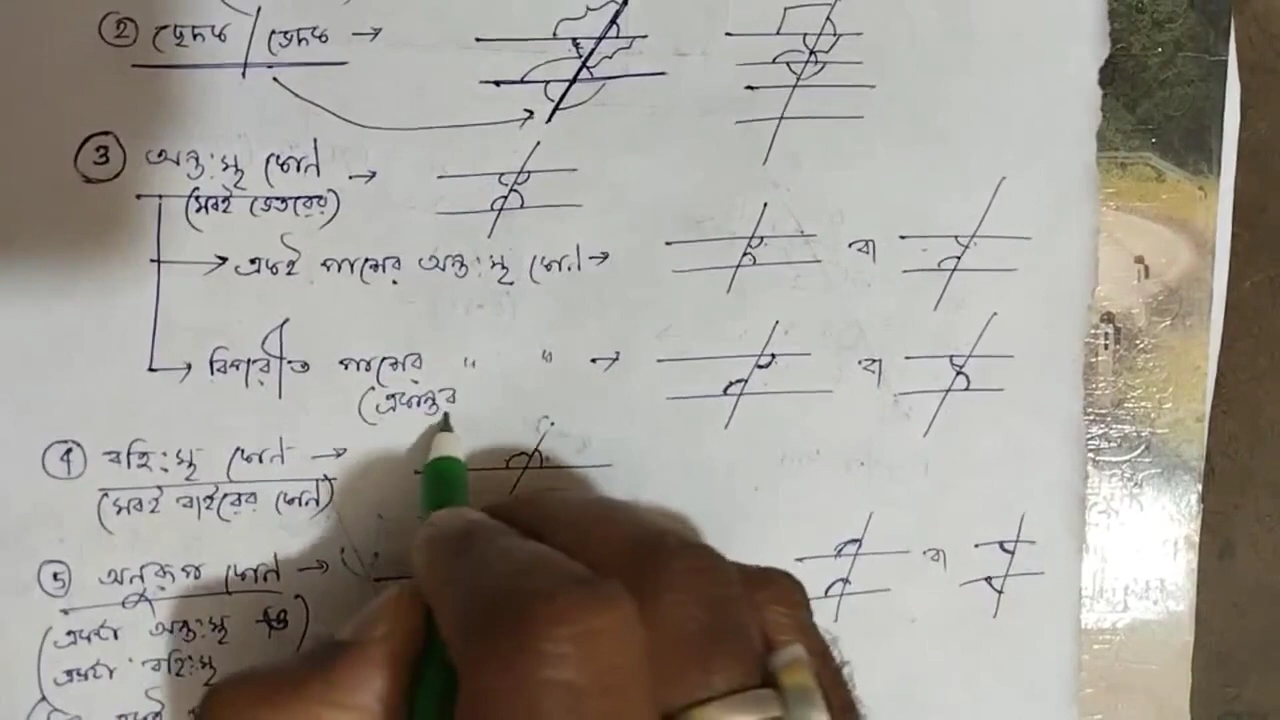 ② ছেদক / ভেদক →
③ অন্তঃস্থ কোণ →
(সবই ভেতরের)
→ একই পাশের অন্তঃস্থ কোণ → বা
→ বিপরীত পাশের " " → বা
(একান্তর
④ বহিঃস্থ কোণ →
(সবই বাইরের কোণ)
⑤ অনুরূপ কোণ → বা
(একটা অন্তঃস্থ ও)
একটা বহিঃস্থ